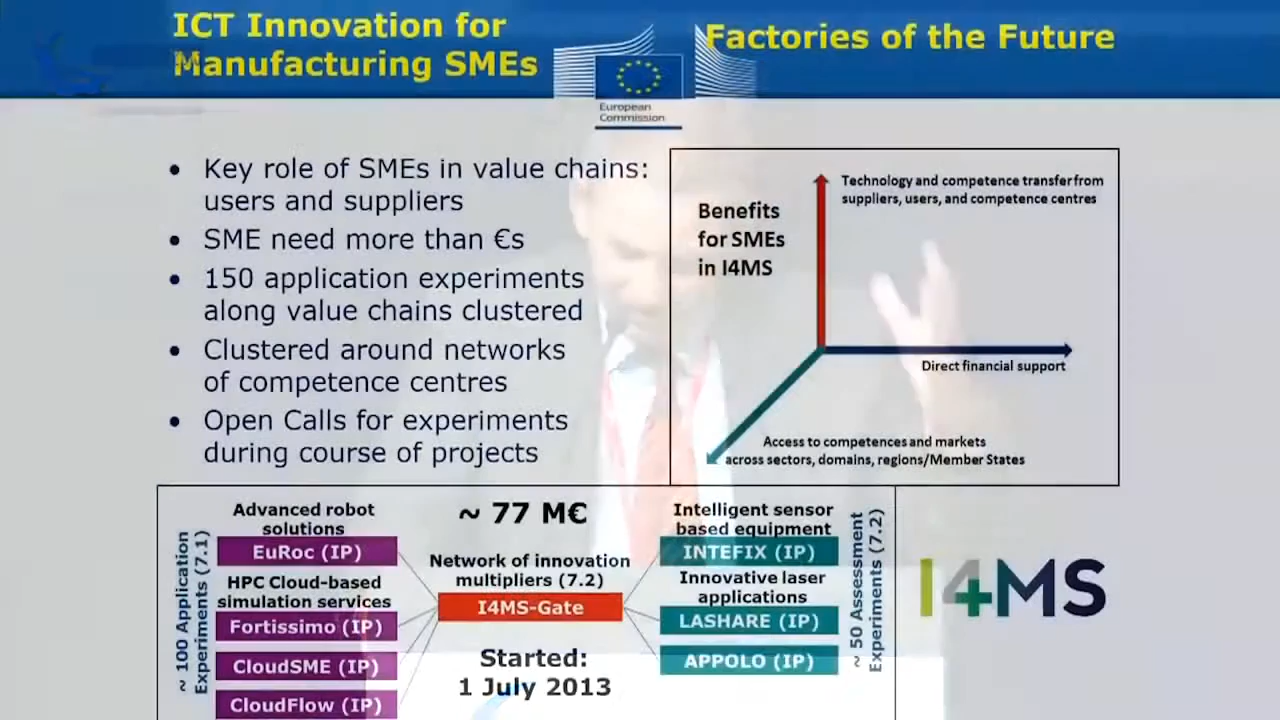 ICT Innovation for
Manufacturing SMEs
Factories of the Future
European
Commission
• Key role of SMEs in value chains:
users and suppliers
• SME need more than €s
• 150 application experiments
along value chains clustered
• Clustered around networks
of competence centres
• Open Calls for experiments
during course of projects
Benefits
for SMEs
in I4MS
Technology and competence transfer from
suppliers, users, and competence centres
Direct financial support
Access to competences and markets
across sectors, domains, regions/Member States
~ 100 Application
Experiments (7.1)
Advanced robot
solutions
EuRoc (IP)
HPC Cloud-based
simulation services
Fortissimo (IP)
CloudSME (IP)
CloudFlow (IP)
~ 77 M€
Network of innovation
multipliers (7.2)
I4MS-Gate
Started:
1 July 2013
Intelligent sensor
based equipment
INTEFIX (IP)
Innovative laser
applications
LASHARE (IP)
APPOLO (IP)
~ 50 Assessment
Experiments (7.2)
I4MS